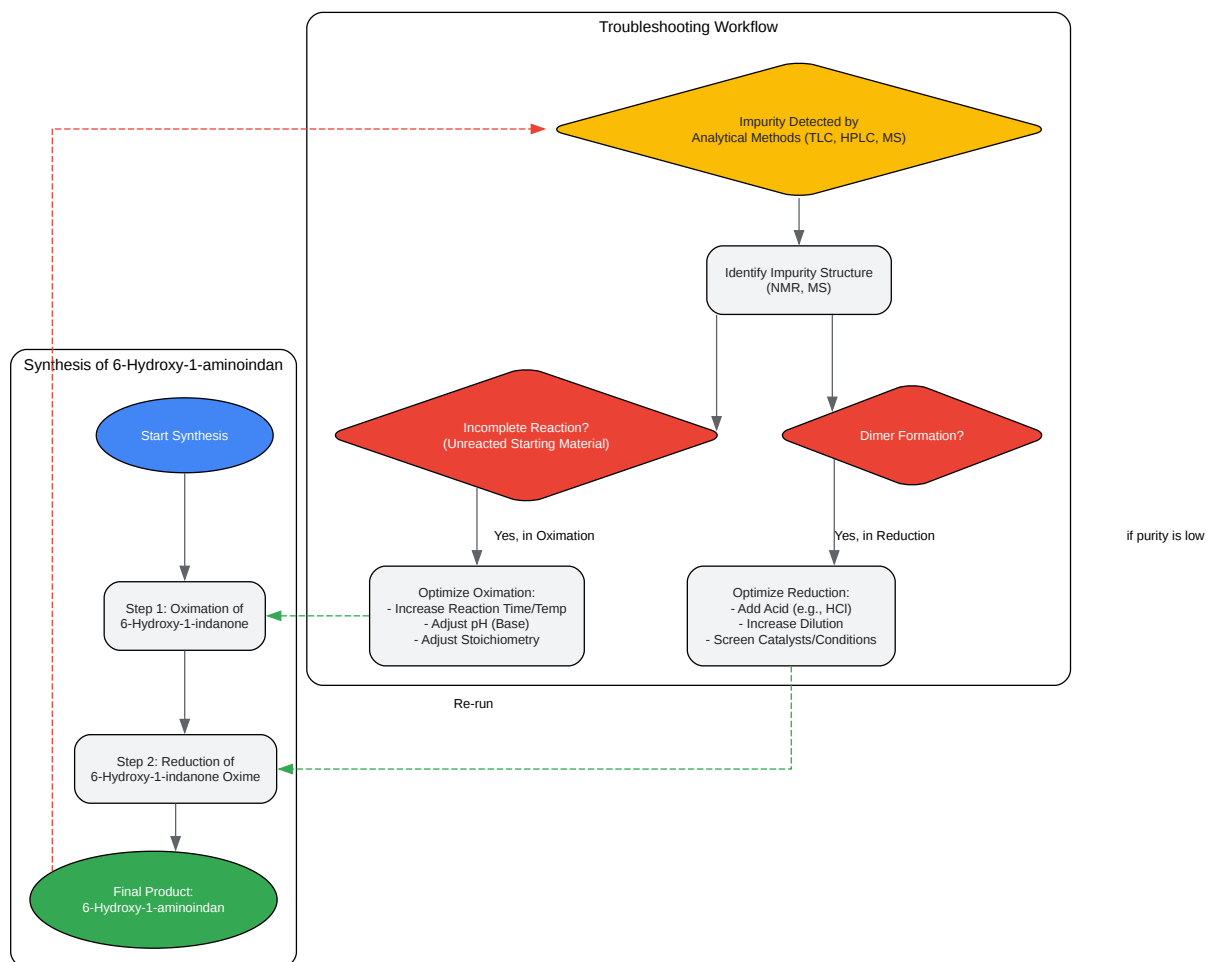 Troubleshooting Workflow
Impurity Detected by
Analytical Methods (TLC, HPLC, MS)
Identify Impurity Structure
(NMR, MS)
Incomplete Reaction?
(Unreacted Starting Material)
Dimer Formation?
Yes, in Oximation
Yes, in Reduction
if purity is low
Optimize Oximation:
- Increase Reaction Time/Temp
- Adjust pH (Base)
- Adjust Stoichiometry
Optimize Reduction:
- Add Acid (e.g., HCl)
- Increase Dilution
- Screen Catalysts/Conditions
Re-run
Synthesis of 6-Hydroxy-1-aminoindan
Start Synthesis
Step 1: Oximation of
6-Hydroxy-1-indanone
Step 2: Reduction of
6-Hydroxy-1-indanone Oxime
Final Product:
6-Hydroxy-1-aminoindan